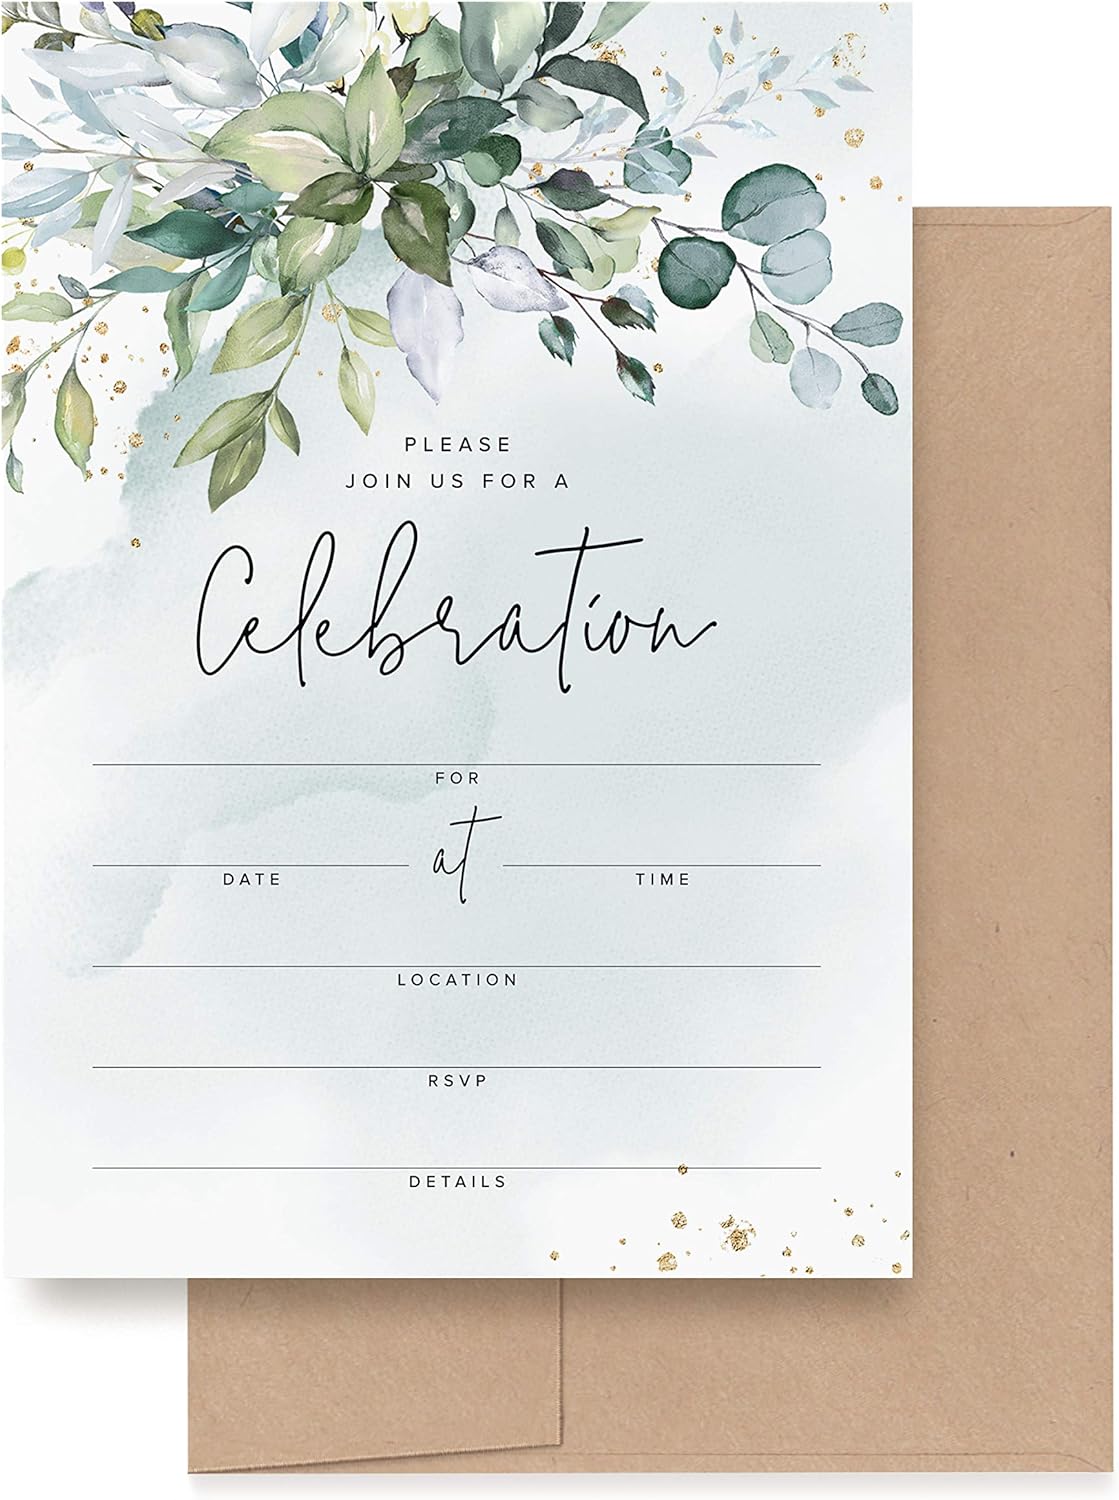 PLEASE
JOIN US FOR A
Celebration
FOR
DATE at TIME
LOCATION
RSVP
DETAILS